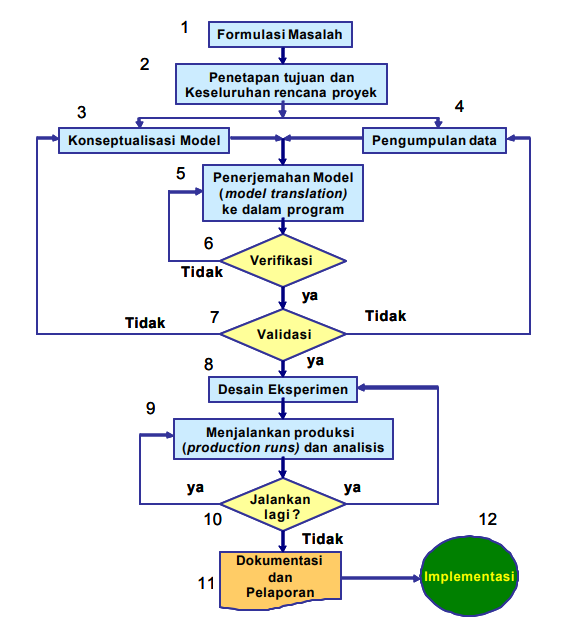 1
Formulasi Masalah
2
Penetapan tujuan dan
Keseluruhan rencana proyek
3
4
Konseptualisasi Model
Pengumpulan data
5
Penerjemahan Model
(model translation)
ke dalam program
6
Verifikasi
Tidak
ya
7
Tidak
Tidak
Validasi
ya
8
Desain Eksperimen
9
Menjalankan produksi
(production runs) dan analisis
ya
ya
Jalankan
lagi ?
10
Tidak
12
11
Dokumentasi
dan
Pelaporan
Implementasi